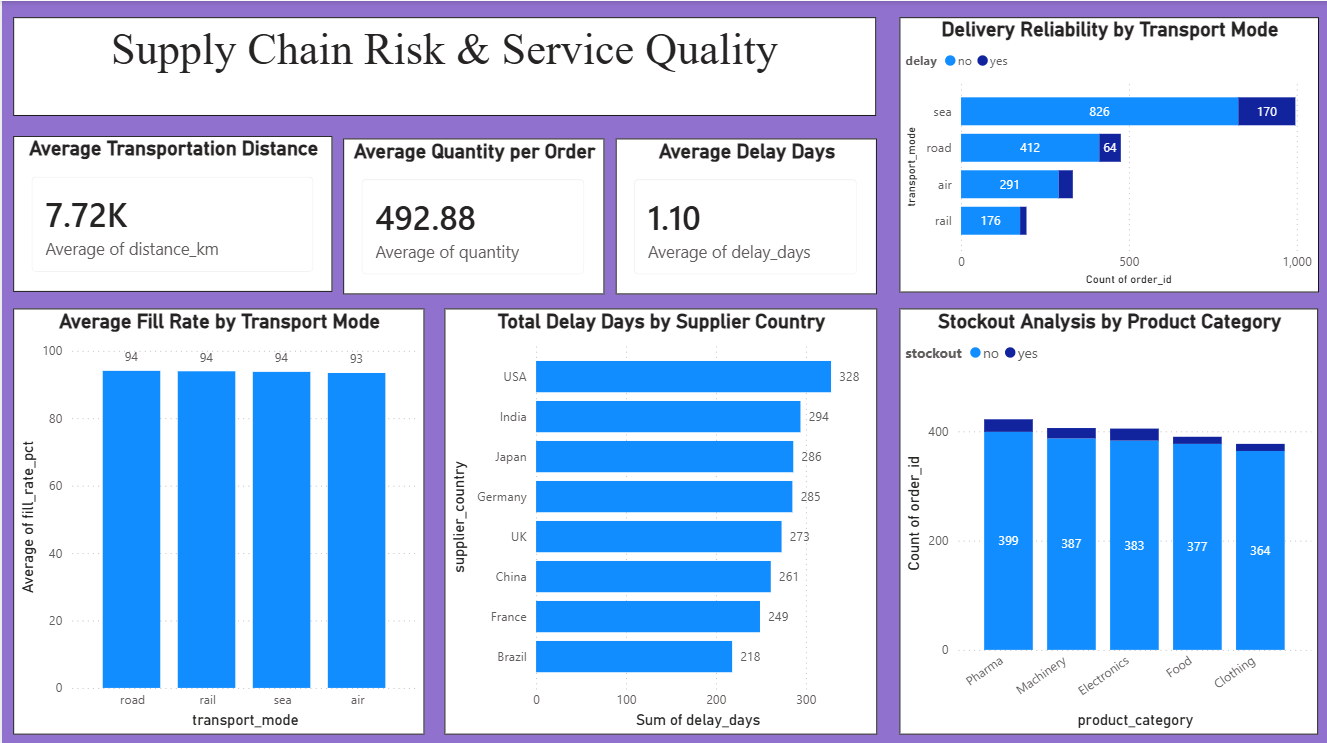 Supply Chain Risk & Service Quality
Average Transportation Distance
7.72K
Average of distance_km
Average Quantity per Order
492.88
Average of quantity
Average Delay Days
1.10
Average of delay_days
Delivery Reliability by Transport Mode
delay no yes
transport_mode
sea 826 170
road 412 64
air 291
rail 176
0 500 1,000
Count of order_id
Average Fill Rate by Transport Mode
Average of fill_rate_pct
100
80
60
40
20
0
94 94 94 93
road rail sea air
transport_mode
Total Delay Days by Supplier Country
supplier_country
USA 328
India 294
Japan 286
Germany 285
UK 273
China 261
France 249
Brazil 218
0 100 200 300
Sum of delay_days
Stockout Analysis by Product Category
stockout no yes
Count of order_id
400
200
0
399 387 383 377 364
Pharma Machinery Electronics Food Clothing
product_category